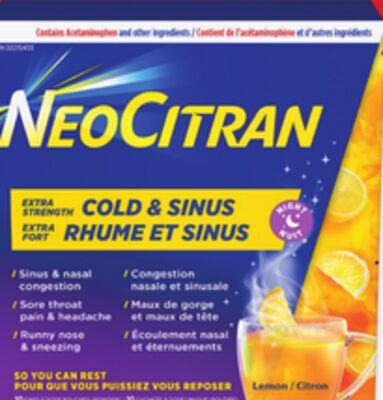 Contains Acetaminophen and other ingredients / Contient de l'acétaminophène et d'autres ingrédients
NEOCITRAN
EXTRA STRENGTH COLD & SINUS
EXTRA FORT RHUME ET SINUS
NIGHT
NUIT
/ Sinus & nasal
congestion
/ Sore throat
pain & headache
/ Runny nose
& sneezing
/ Congestion
nasale et sinusale
/ Maux de gorge
et maux de tête
/ Écoulement nasal
et éternuements
SO YOU CAN REST
POUR QUE VOUS PUISSIEZ VOUS REPOSER
Lemon / Citron